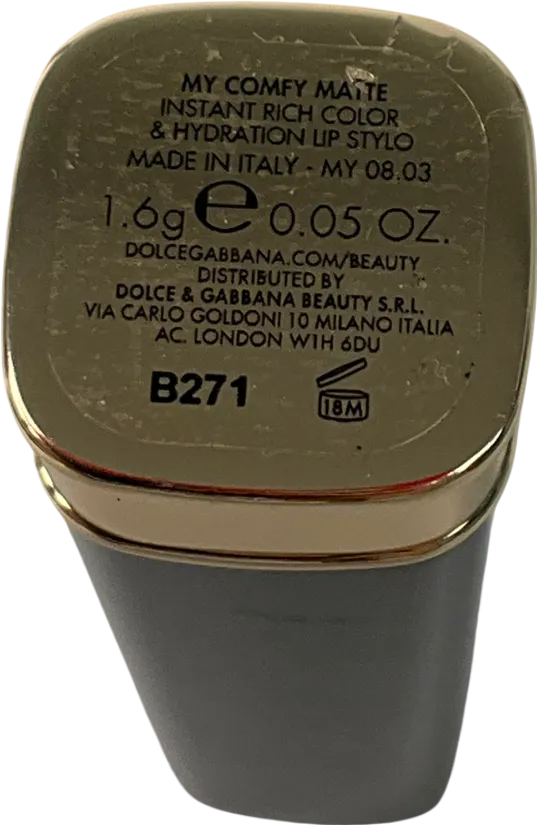 MY COMFY MATTE
INSTANT RICH COLOR
& HYDRATION LIP STYLO
MADE IN ITALY - MY 08.03
1.6g e 0.05 OZ.
DOLCEGABBANA.COM/BEAUTY
DISTRIBUTED BY
DOLCE & GABBANA BEAUTY S.R.L.
VIA CARLO GOLDONI 10 MILANO ITALIA
AC. LONDON W1H 6DU
B271
18M